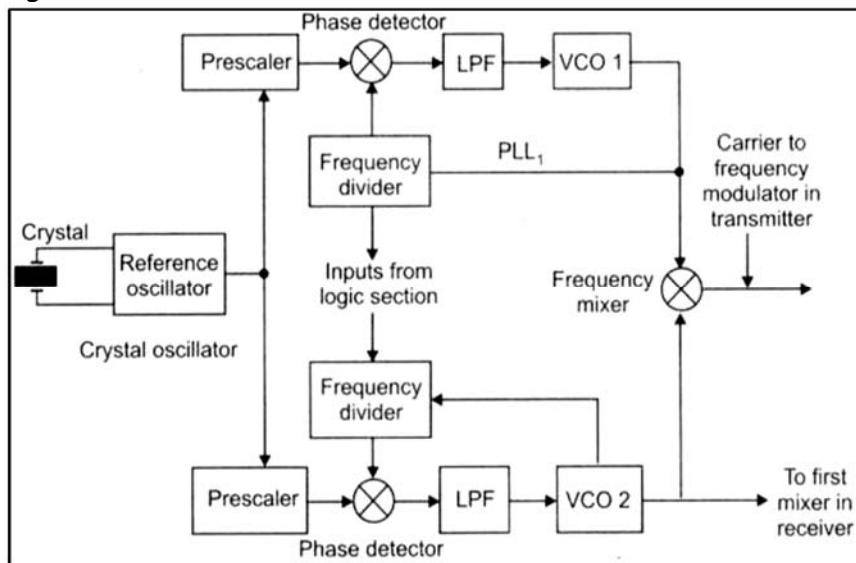 Phase detector
Prescaler
LPF
VCO 1
Frequency
divider
PLL₁
Carrier to
frequency
modulator in
transmitter
Crystal
Reference
oscillator
Inputs from
logic section
Frequency
mixer
Crystal oscillator
Frequency
divider
Prescaler
LPF
VCO 2
To first
mixer in
receiver
Phase detector